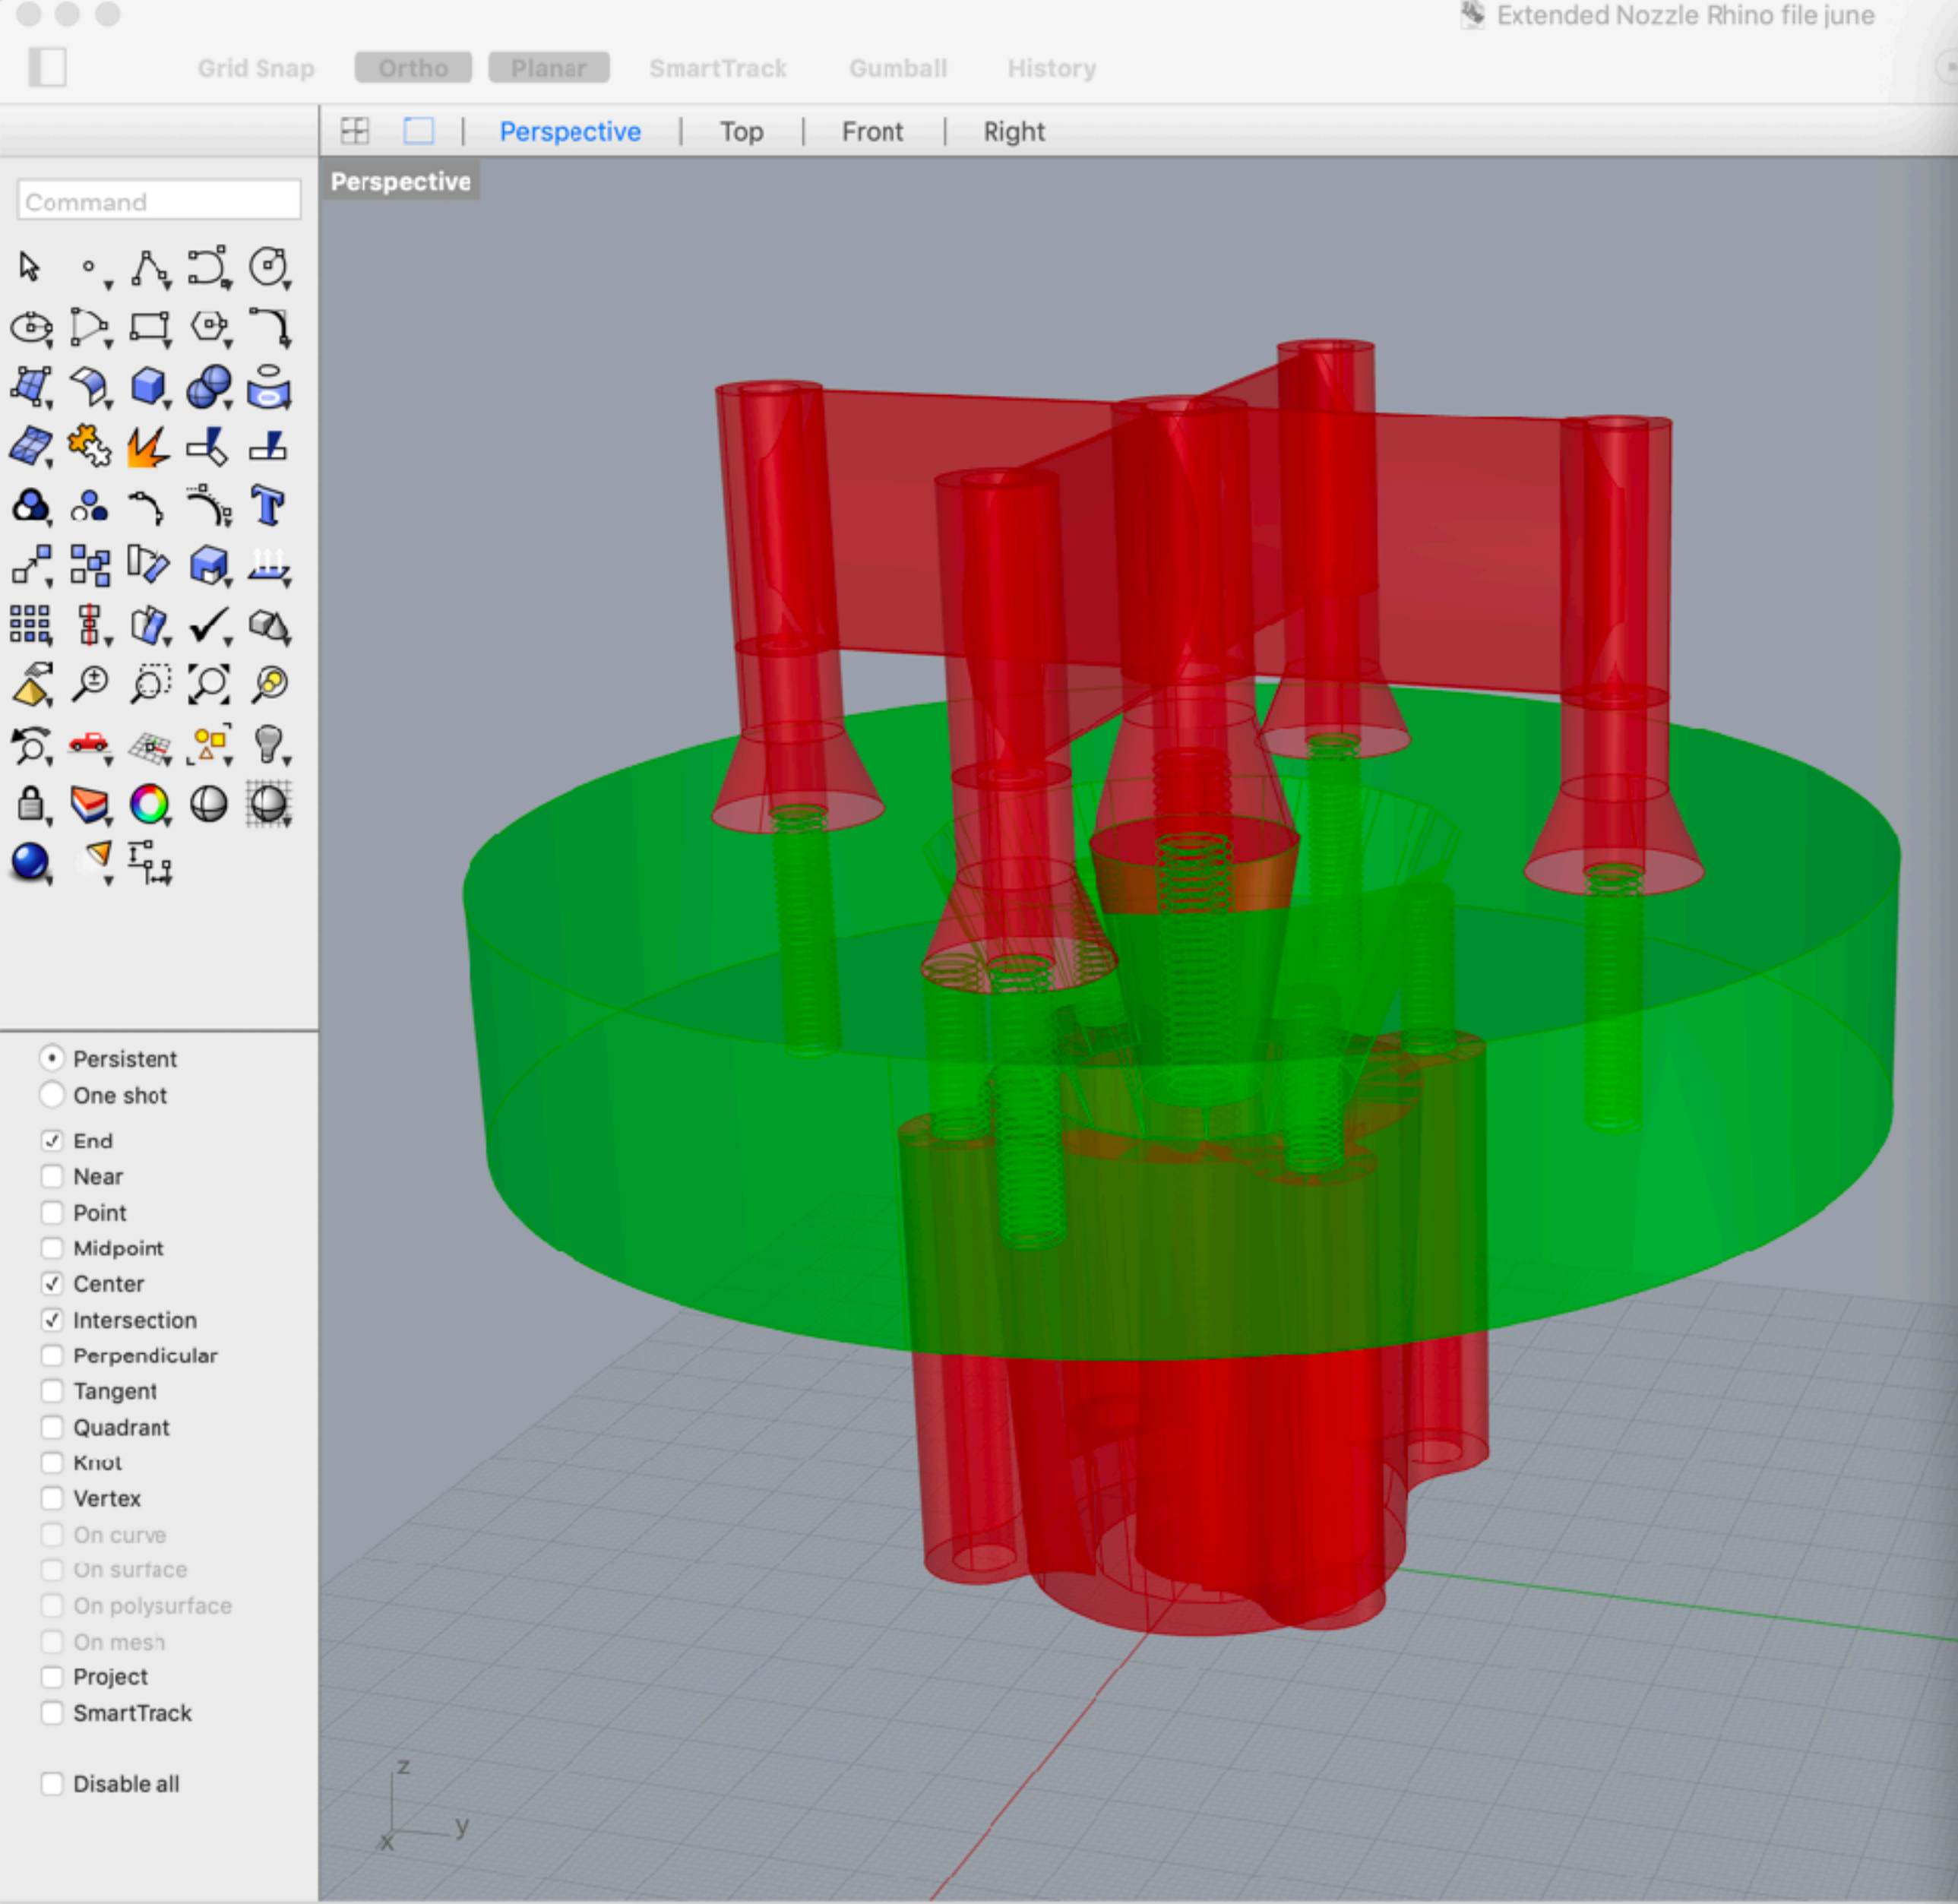 Extended Nozzle Rhino file june
Grid Snap Ortho Planar SmartTrack Gumball History
Perspective Top Front Right
Perspective
Command
Persistent
One shot
End
Near
Point
Midpoint
Center
Intersection
Perpendicular
Tangent
Quadrant
Knot
Vertex
On curve
On surface
On polysurface
On mesh
Project
SmartTrack
Disable all
z
y
x